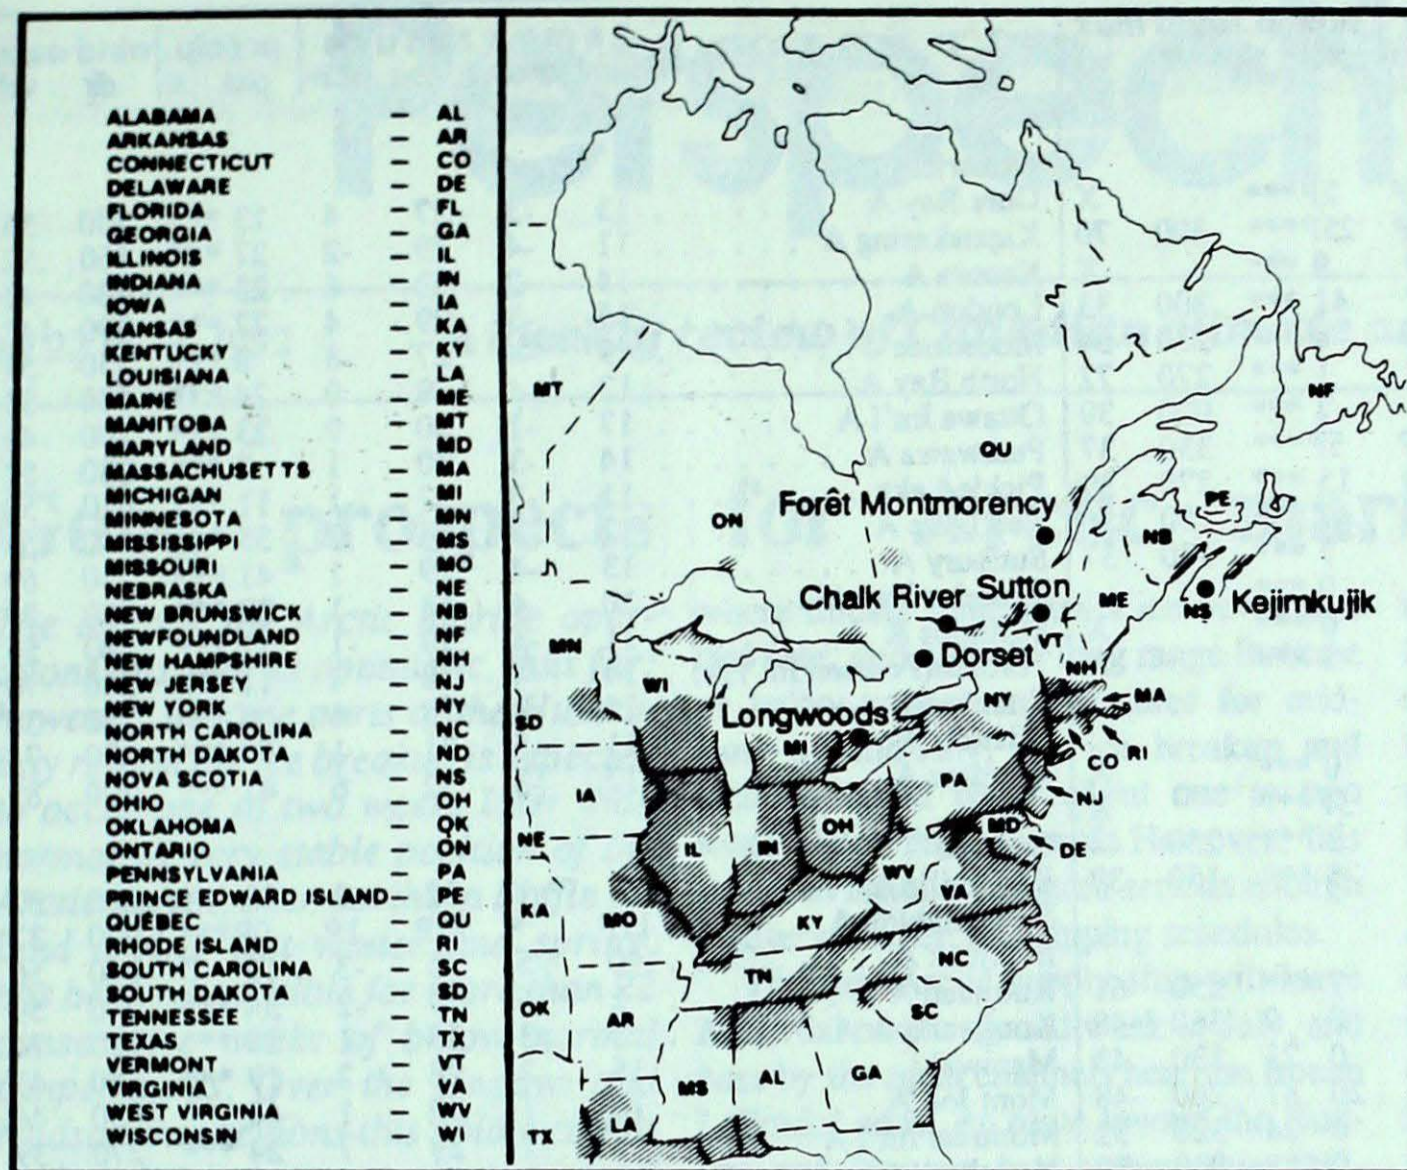 ALABAMA – AL
ARKANSAS – AR
CONNECTICUT – CO
DELAWARE – DE
FLORIDA – FL
GEORGIA – GA
ILLINOIS – IL
INDIANA – IN
IOWA – IA
KANSAS – KA
KENTUCKY – KY
LOUISIANA – LA
MAINE – ME
MANITOBA – MT
MARYLAND – MD
MASSACHUSETTS – MA
MICHIGAN – MI
MINNESOTA – MN
MISSISSIPPI – MS
MISSOURI – MO
NEBRASKA – NE
NEW BRUNSWICK – NB
NEWFOUNDLAND – NF
NEW HAMPSHIRE – NH
NEW JERSEY – NJ
NEW YORK – NY
NORTH CAROLINA – NC
NORTH DAKOTA – ND
NOVA SCOTIA – NS
OHIO – OH
OKLAHOMA – OK
ONTARIO – ON
PENNSYLVANIA – PA
PRINCE EDWARD ISLAND – PE
QUÉBEC – QU
RHODE ISLAND – RI
SOUTH CAROLINA – SC
SOUTH DAKOTA – SD
TENNESSEE – TN
TEXAS – TX
VERMONT – VT
VIRGINIA – VA
WEST VIRGINIA – WV
WISCONSIN – WI
MT
NF
QU
PE
Forêt Montmorency
ON
NB
Chalk River
Sutton
ME
NS
Kejimkujik
VT
MN
Dorset
NH
WI
NY
MA
SD
Longwoods
MI
CO
RI
IA
PA
NJ
NE
IL
IN
OH
MD
DE
WV
VA
KA
MO
KY
NC
TN
OK
AR
SC
MS
AL
GA
LA
TX